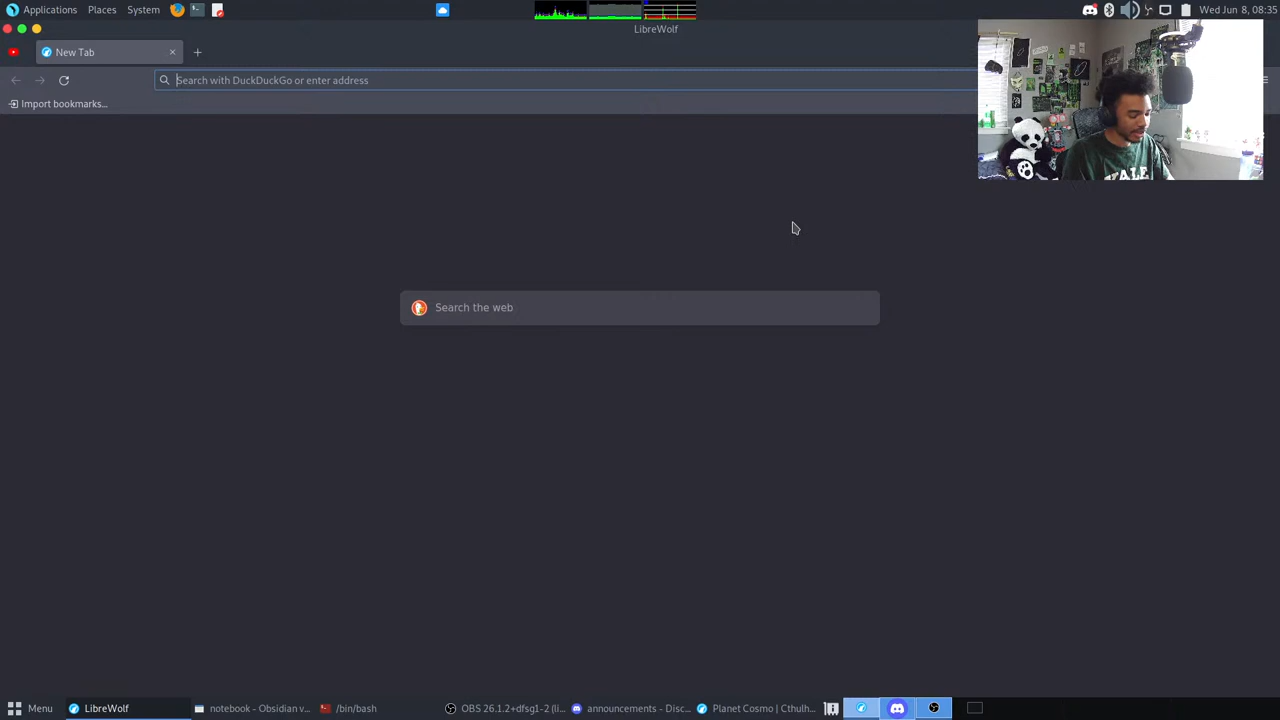 Applications Places System
Wed Jun 8, 08:35
LibreWolf
New Tab
Search with DuckDuckGo or enter address
Import bookmarks...
YALE
Search the web
Menu
LibreWolf
notebook - Obsidian v...
/bin/bash
OBS 26.1.2+dfsg1-2 (li...
announcements - Disc...
Planet Cosmo | Cthulh...